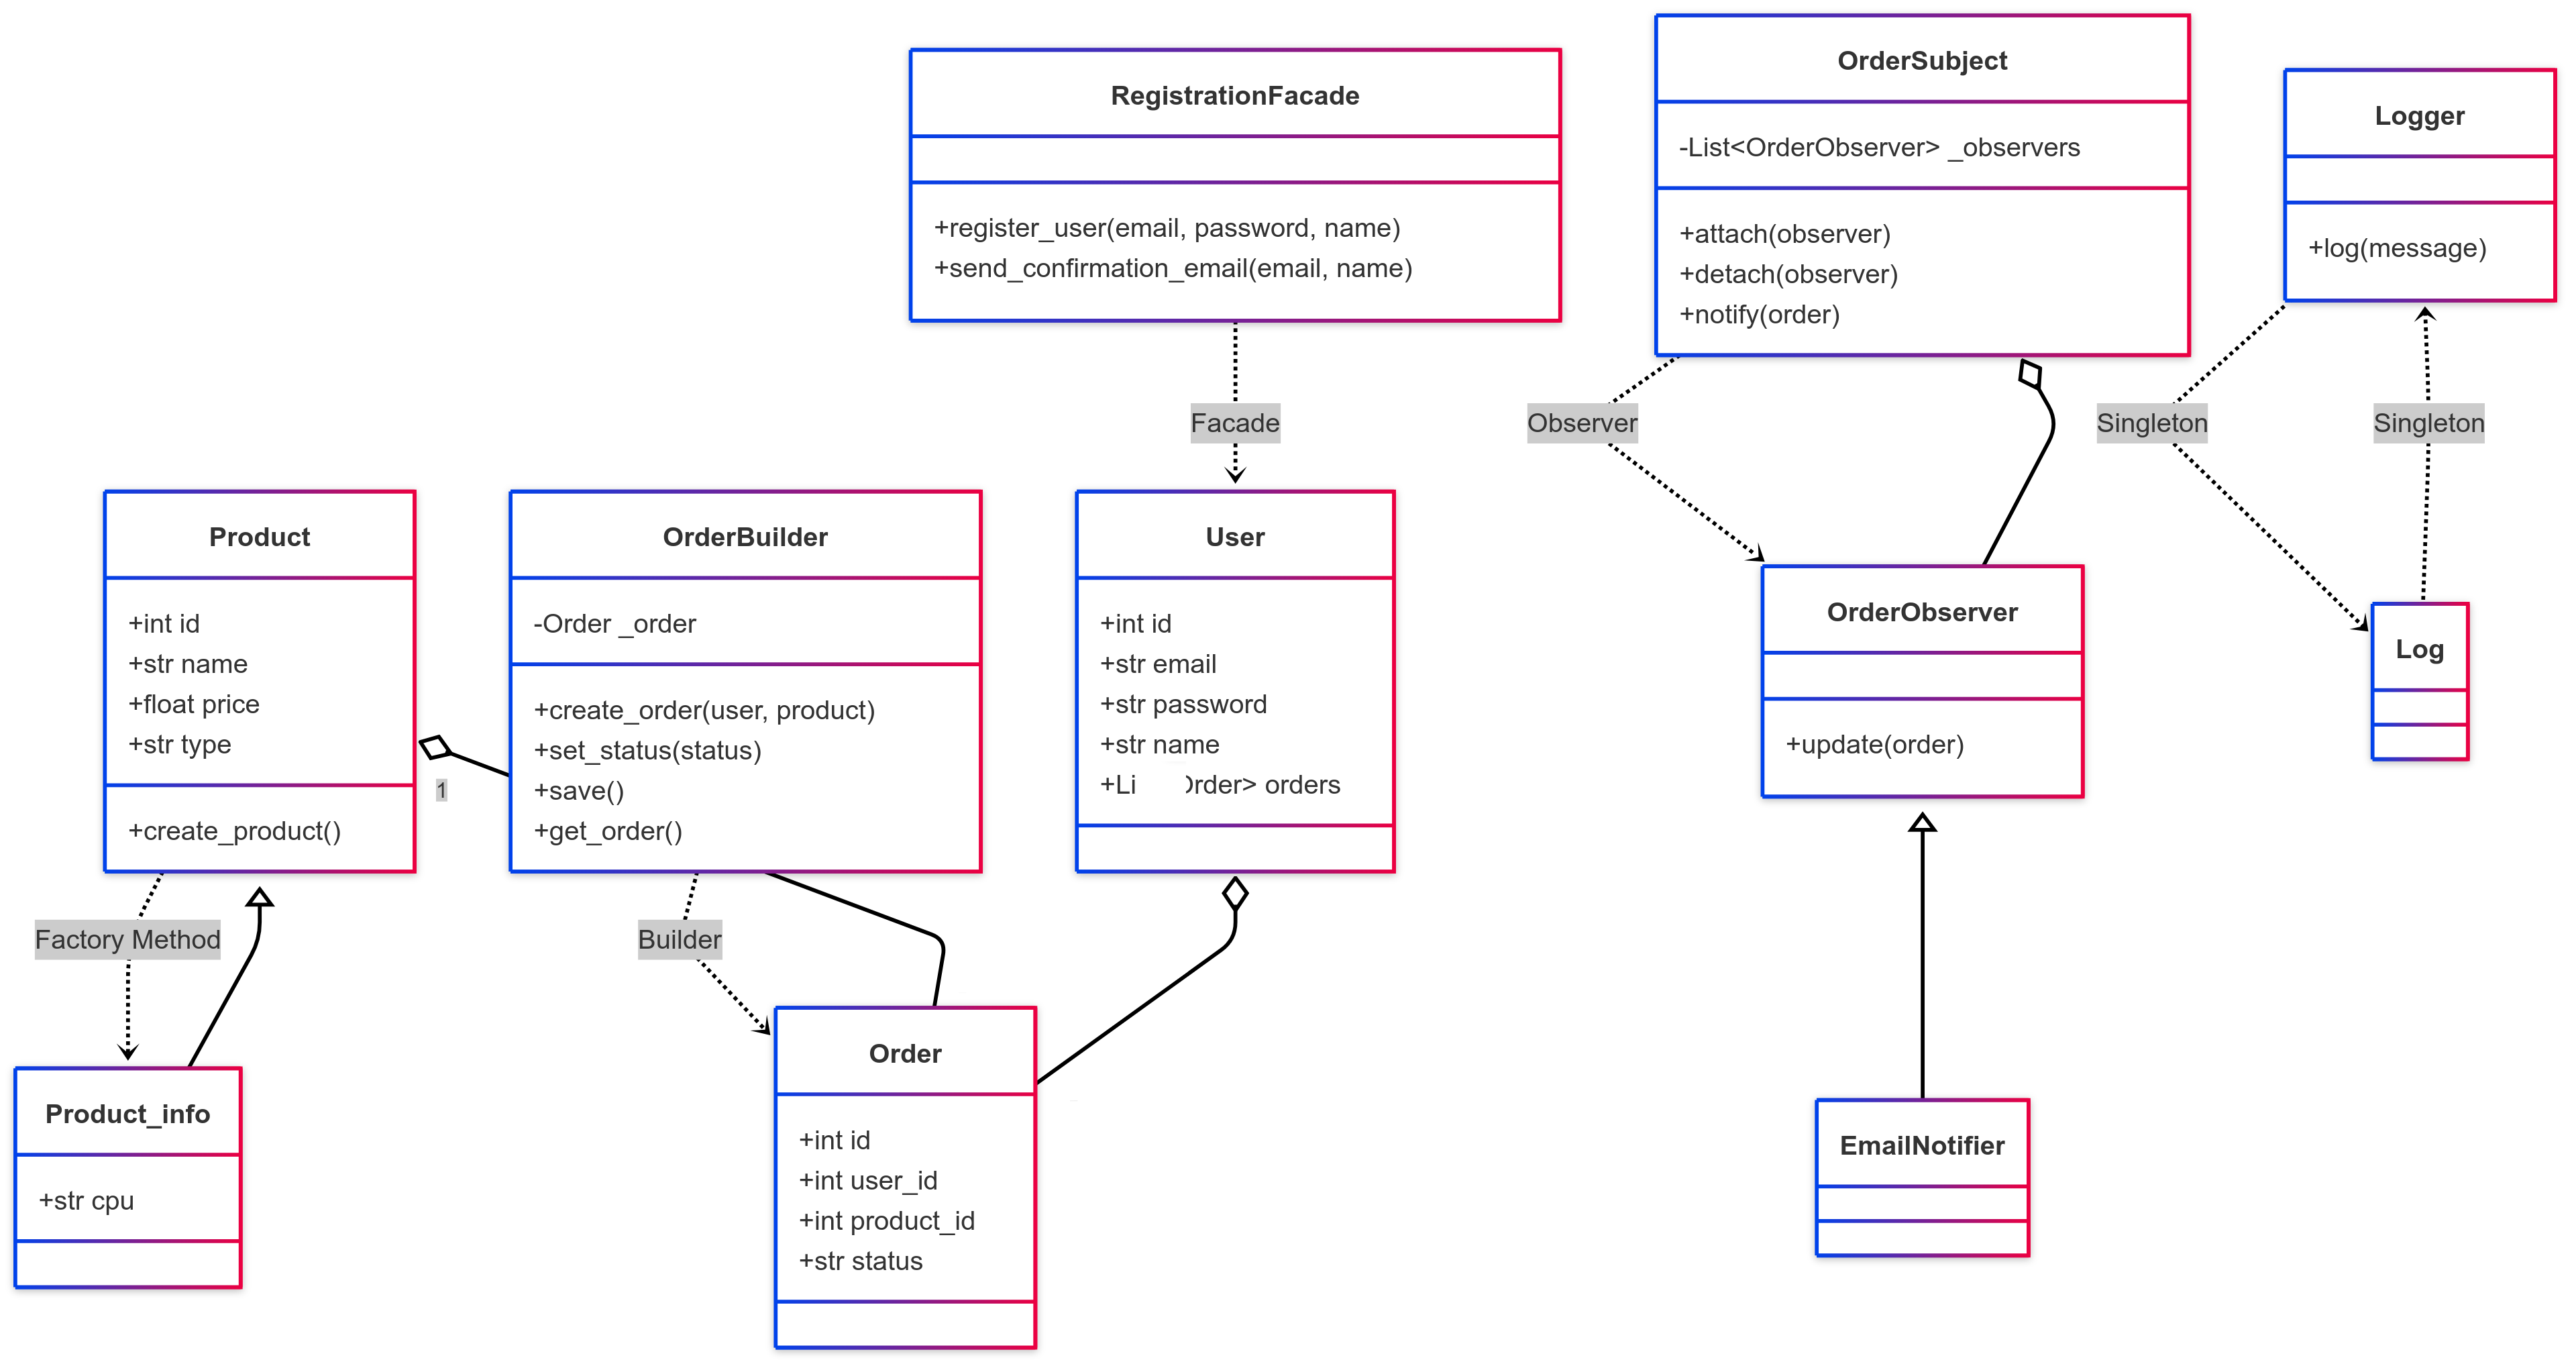 RegistrationFacade
+register_user(email, password, name)
+send_confirmation_email(email, name)
OrderSubject
-List<OrderObserver> _observers
+attach(observer)
+detach(observer)
+notify(order)
Logger
+log(message)
Facade
Observer
Singleton
Singleton
Product
+int id
+str name
+float price
+str type
+create_product()
1
OrderBuilder
-Order _order
+create_order(user, product)
+set_status(status)
+save()
+get_order()
User
+int id
+str email
+str password
+str name
+Li rder> orders
OrderObserver
+update(order)
Log
Factory Method
Builder
Product_info
+str cpu
Order
+int id
+int user_id
+int product_id
+str status
EmailNotifier